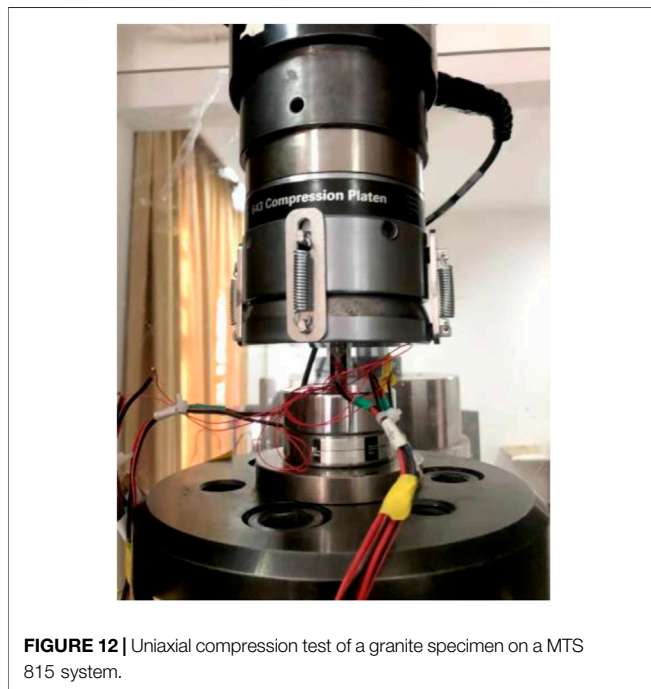 643 Compression Platen
FIGURE 12 | Uniaxial compression test of a granite specimen on a MTS
815 system.